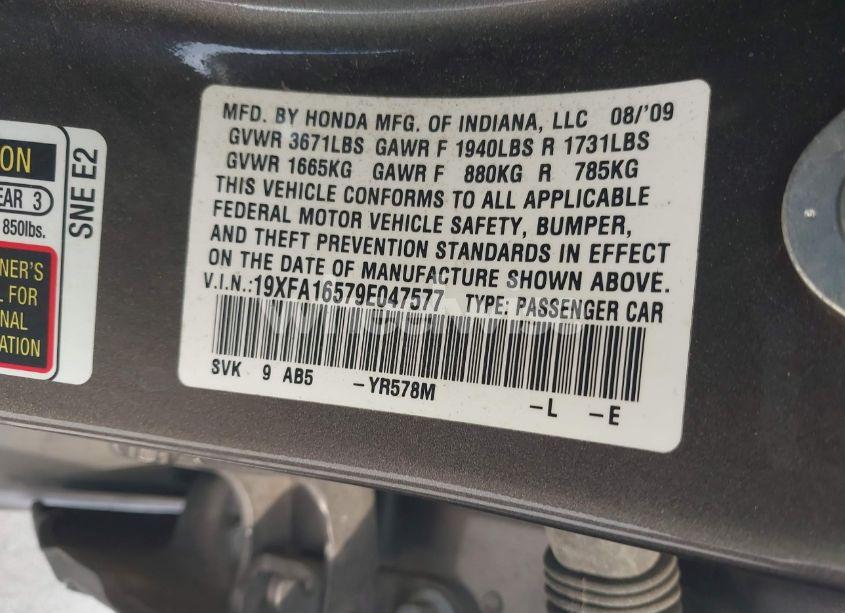 MFD. BY HONDA MFG. OF INDIANA, LLC 08/'09
GVWR 3671LBS GAWR F 1940LBS R 1731LBS
GVWR 1665KG GAWR F 880KG R 785KG
THIS VEHICLE CONFORMS TO ALL APPLICABLE
FEDERAL MOTOR VEHICLE SAFETY, BUMPER,
AND THEFT PREVENTION STANDARDS IN EFFECT
ON THE DATE OF MANUFACTURE SHOWN ABOVE.
V.I.N.:19XFA16579E047577 TYPE: PASSENGER CAR
SVK 9 AB5 -YR578M -L -E
ON
EAR 3
850lbs.
NER'S
L FOR
NAL
ATION
SNE E2